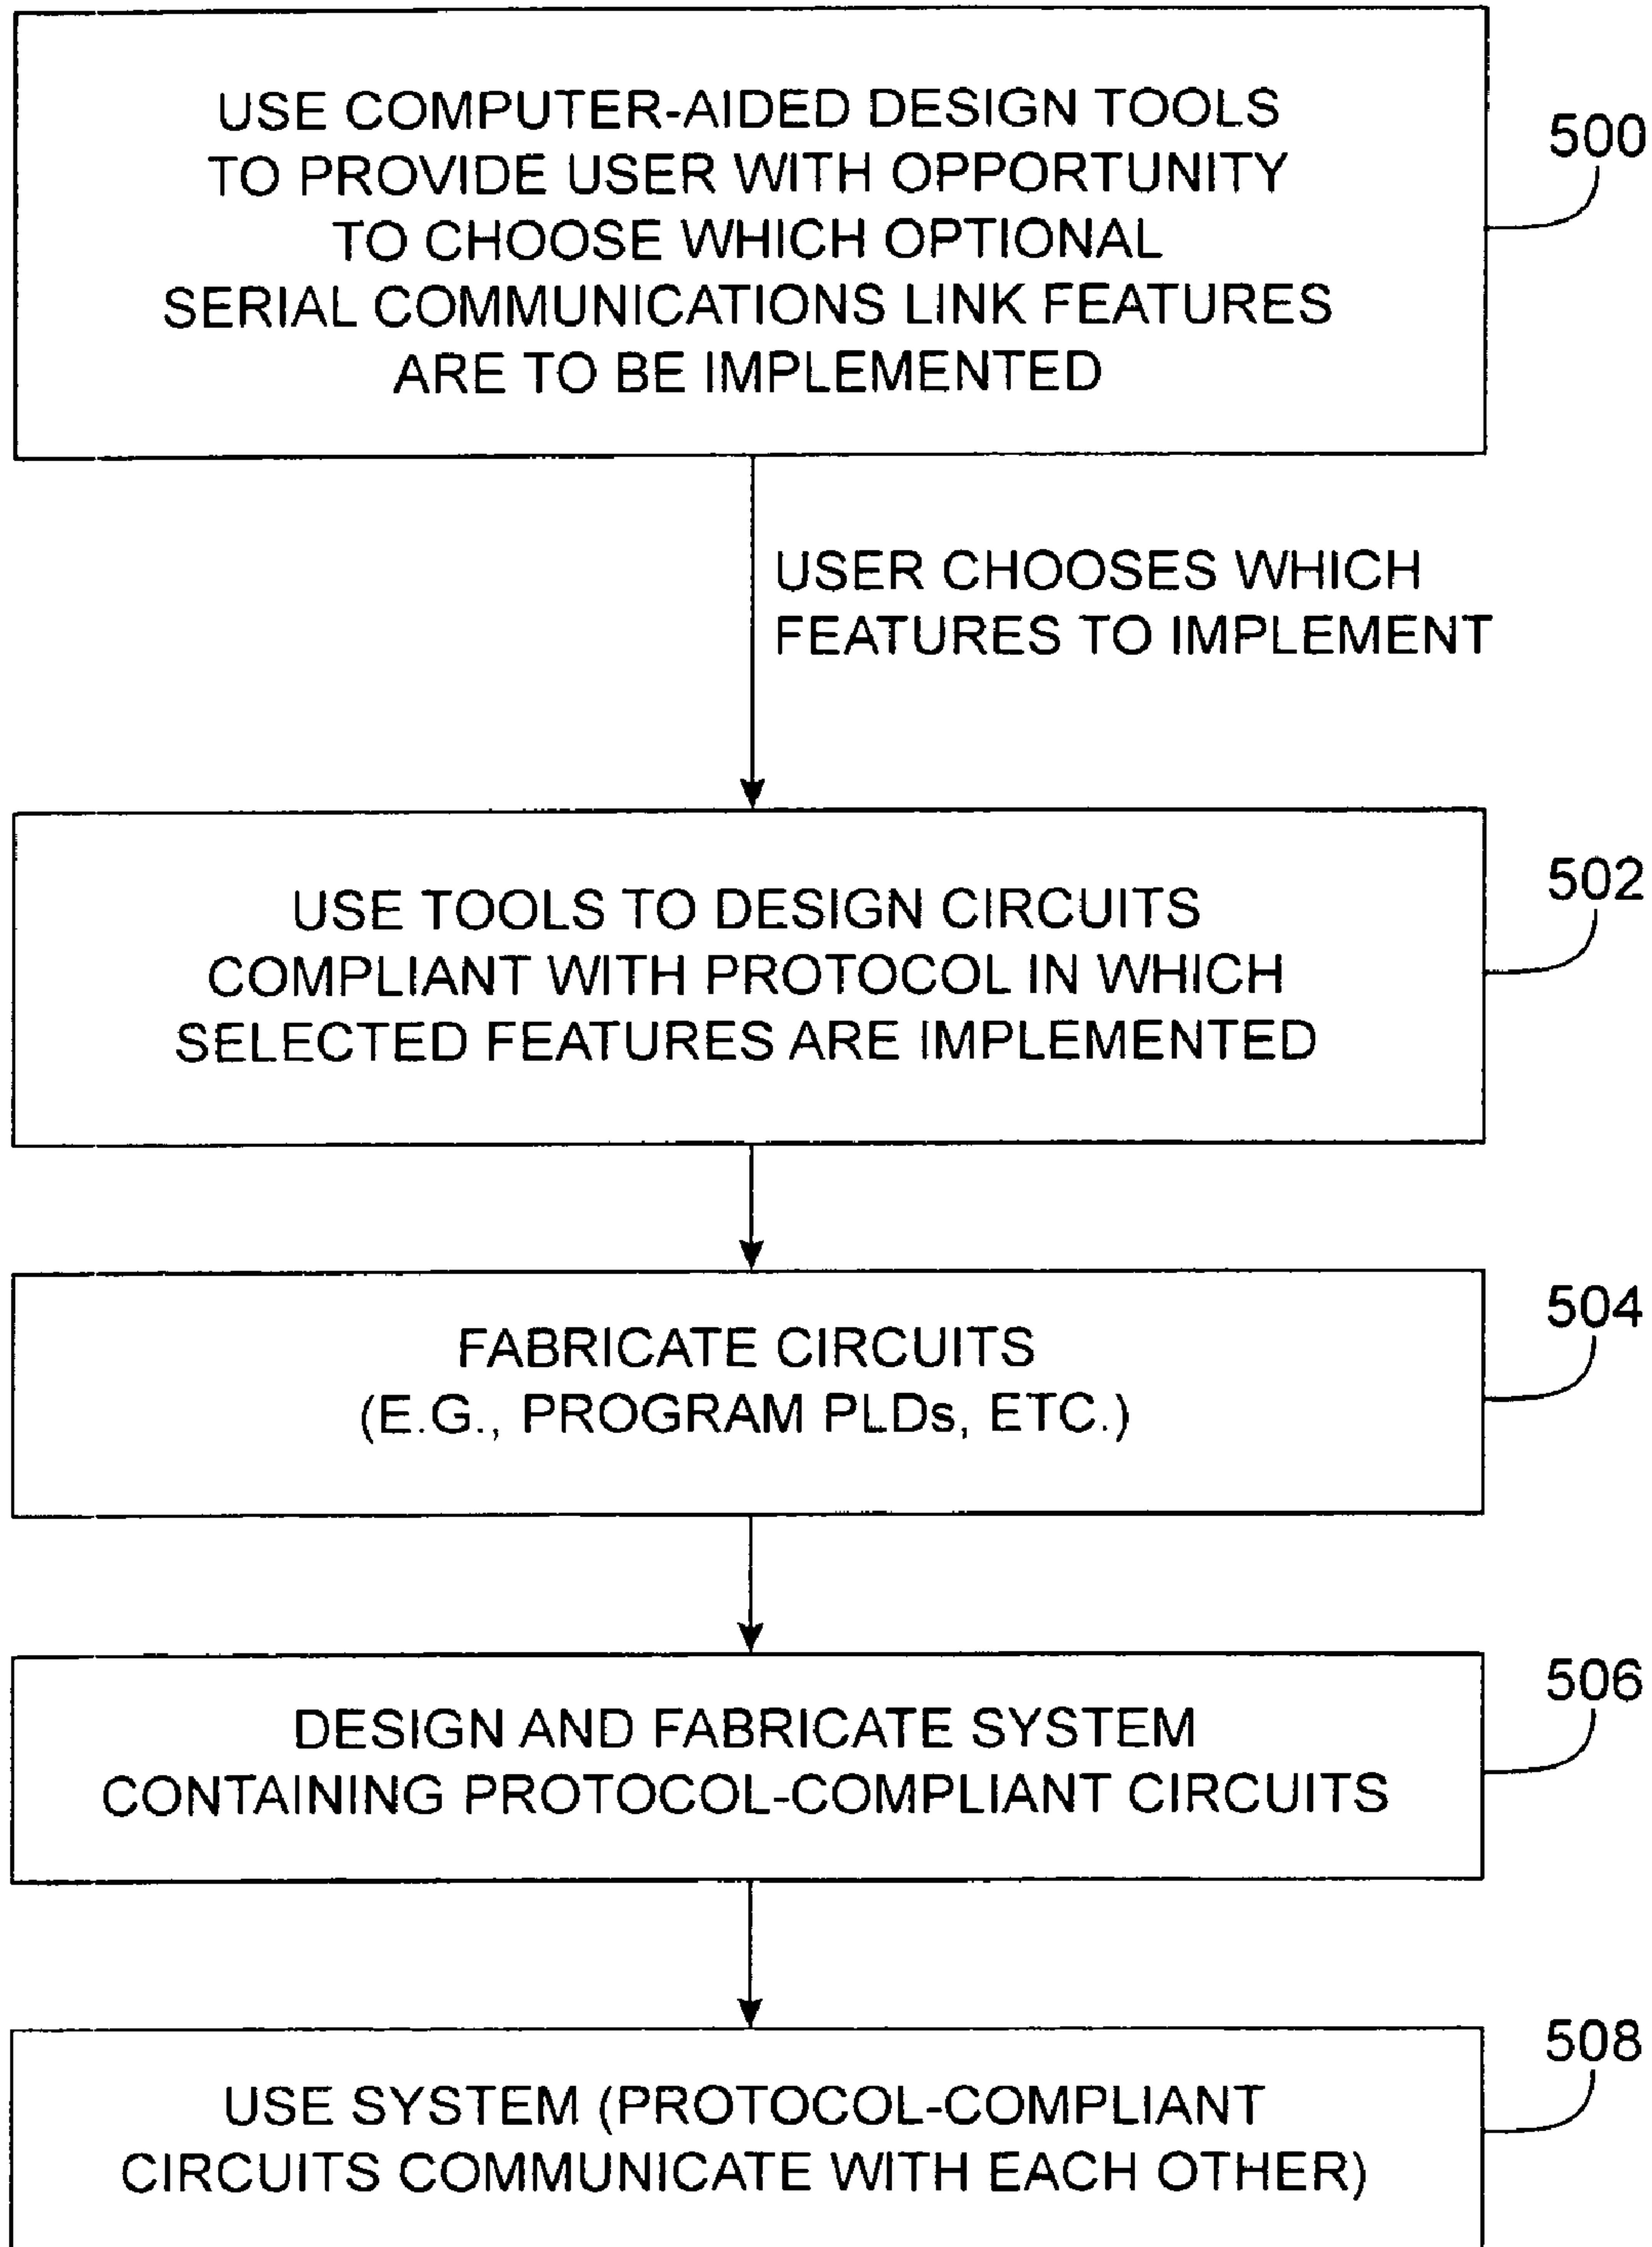 USE COMPUTER-AIDED DESIGN TOOLS
TO PROVIDE USER WITH OPPORTUNITY
TO CHOOSE WHICH OPTIONAL
SERIAL COMMUNICATIONS LINK FEATURES
ARE TO BE IMPLEMENTED
500
USER CHOOSES WHICH
FEATURES TO IMPLEMENT
USE TOOLS TO DESIGN CIRCUITS
COMPLIANT WITH PROTOCOL IN WHICH
SELECTED FEATURES ARE IMPLEMENTED
502
FABRICATE CIRCUITS
(E.G., PROGRAM PLDs, ETC.)
504
DESIGN AND FABRICATE SYSTEM
CONTAINING PROTOCOL-COMPLIANT CIRCUITS
506
USE SYSTEM (PROTOCOL-COMPLIANT
CIRCUITS COMMUNICATE WITH EACH OTHER)
508